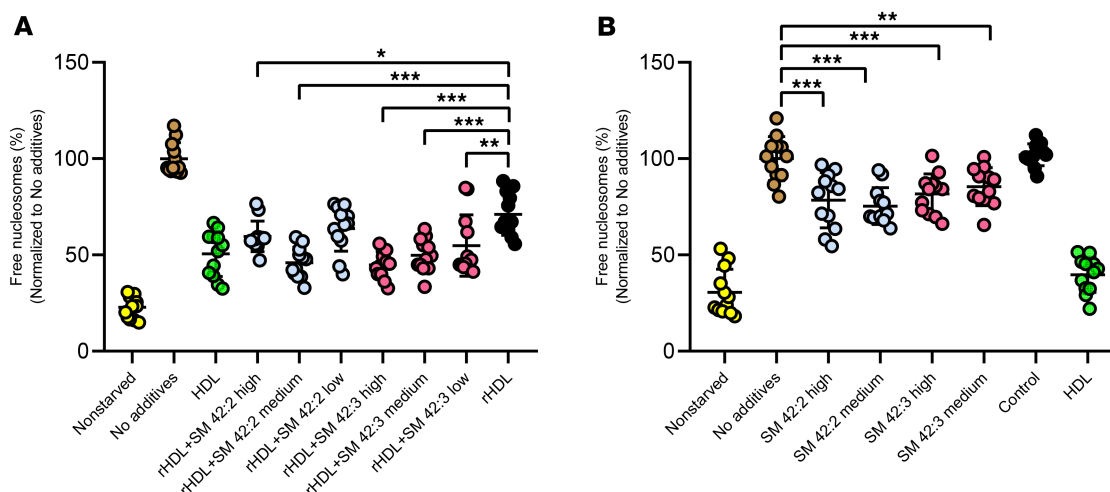 A
Free nucleosomes (%)
(Normalized to No additives)
150
100
50
0
*
***
***
***
**
Nonstarved
No additives
HDL
rHDL+SM 42:2 high
rHDL+SM 42:2 medium
rHDL+SM 42:2 low
rHDL+SM 42:3 high
rHDL+SM 42:3 medium
rHDL+SM 42:3 low
rHDL
B
Free nucleosomes (%)
(Normalized to No additives)
150
100
50
0
**
***
***
***
Nonstarved
No additives
SM 42:2 high
SM 42:2 medium
SM 42:3 high
SM 42:3 medium
Control
HDL